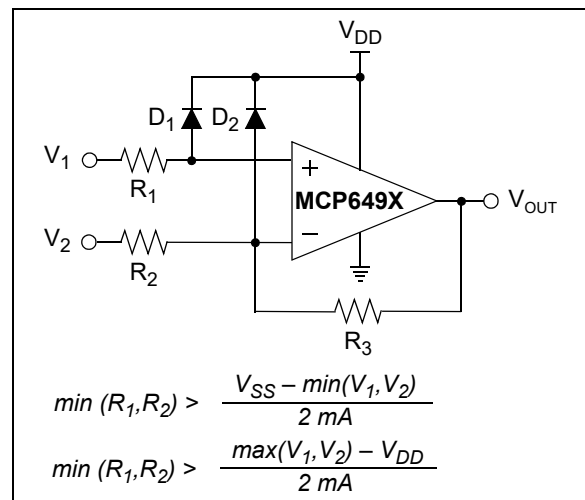 V_DD
D_1 D_2
V_1
R_1
+
MCP649X
V_OUT
V_2
R_2
–
R_3
min (R_1,R_2) > V_SS – min(V_1,V_2) / 2 mA
min (R_1,R_2) > max(V_1,V_2) – V_DD / 2 mA